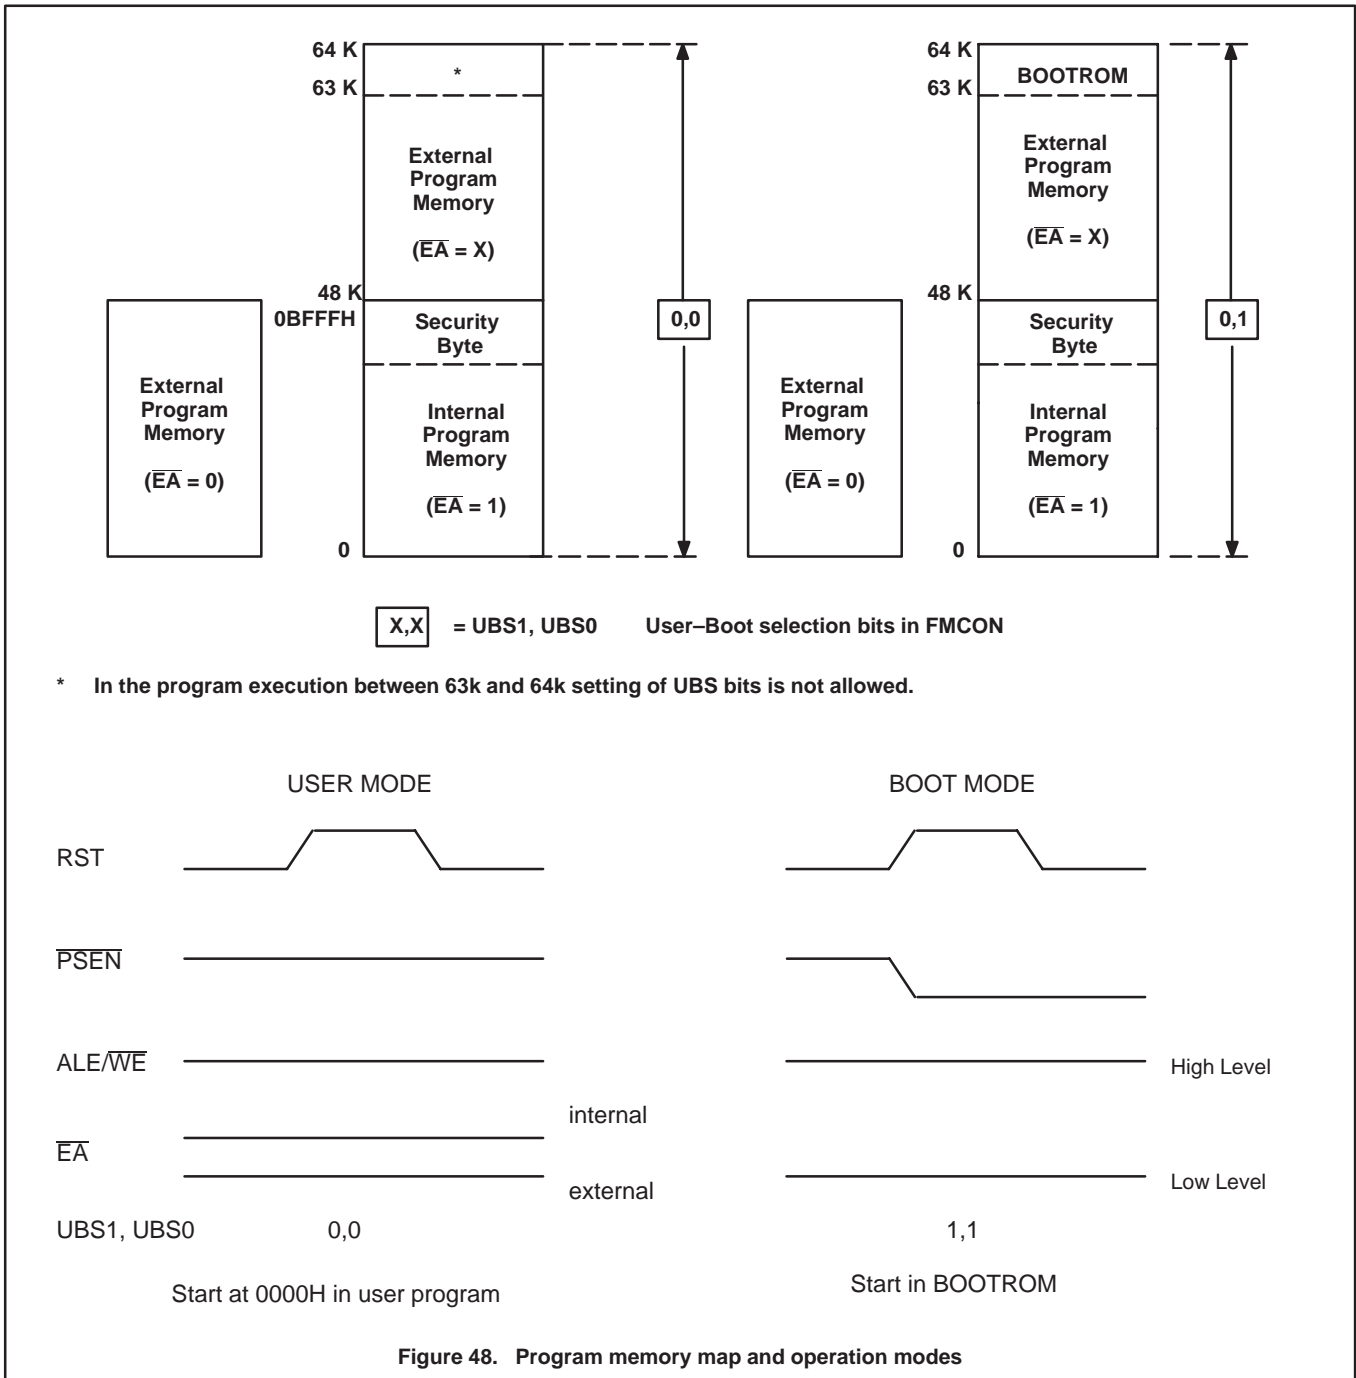 64 K
*
63 K
External
Program
Memory
(EA = X)
48 K
0BFFFH
Security
Byte
0,0
External
Program
Memory
(EA = 0)
Internal
Program
Memory
(EA = 1)
0
64 K
BOOTROM
63 K
External
Program
Memory
(EA = X)
48 K
Security
Byte
0,1
External
Program
Memory
(EA = 0)
Internal
Program
Memory
(EA = 1)
0
X,X = UBS1, UBS0 User–Boot selection bits in FMCON
* In the program execution between 63k and 64k setting of UBS bits is not allowed.
USER MODE BOOT MODE
RST
PSEN
ALE/WE High Level
internal
EA
external Low Level
UBS1, UBS0 0,0 1,1
Start at 0000H in user program Start in BOOTROM
Figure 48. Program memory map and operation modes